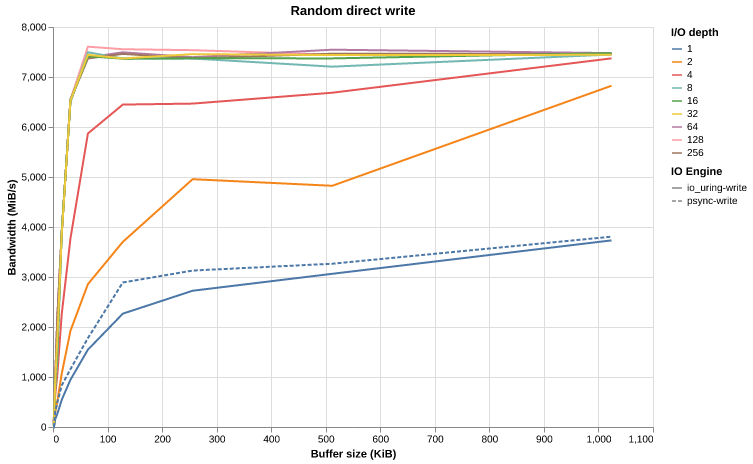 Random direct write
8,000
7,000
6,000
5,000
4,000
3,000
2,000
1,000
0
Bandwidth (MiB/s)
0 100 200 300 400 500 600 700 800 900 1,000 1,100
Buffer size (KiB)
I/O depth
1
2
4
8
16
32
64
128
256
IO Engine
io_uring-write
psync-write